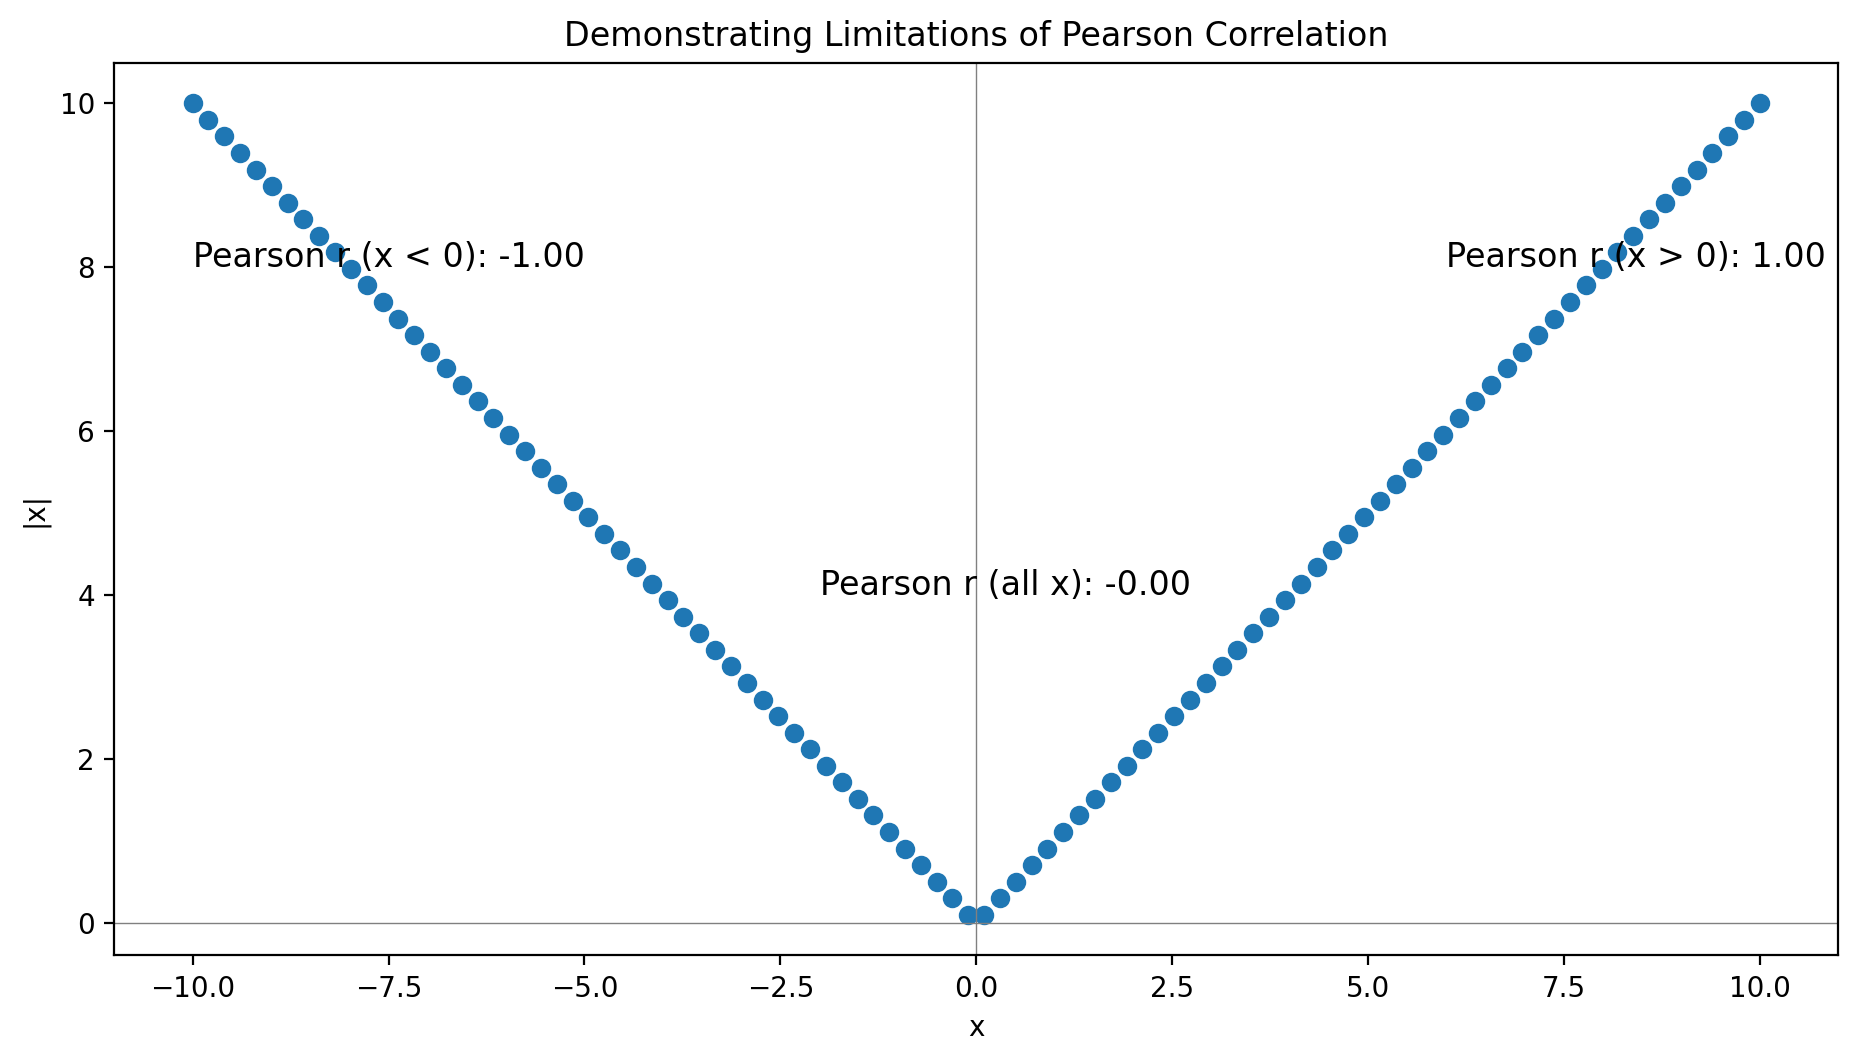 Demonstrating Limitations of Pearson Correlation
10
8
6
4
2
0
|x|
Pearson r (x < 0): -1.00
Pearson r (x > 0): 1.00
Pearson r (all x): -0.00
−10.0 −7.5 −5.0 −2.5 0.0 2.5 5.0 7.5 10.0
x